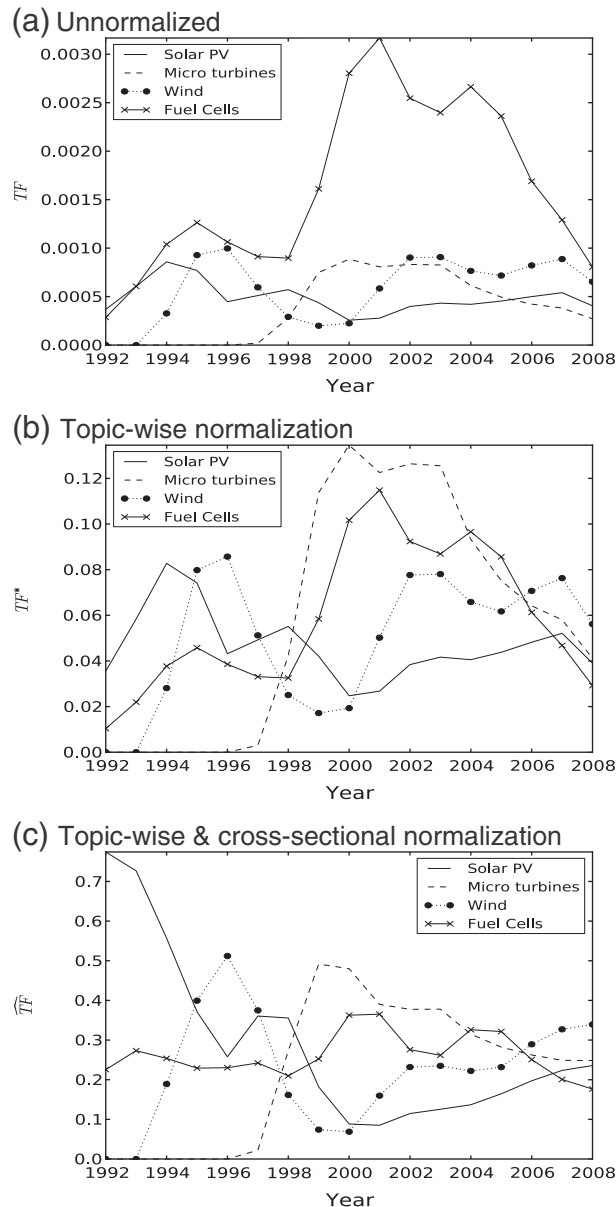 (a) Unnormalized
Solar PV
Micro turbines
Wind
Fuel Cells
0.0030
0.0025
0.0020
0.0015
0.0010
0.0005
0.0000
TF
1992 1994 1996 1998 2000 2002 2004 2006 2008
Year
(b) Topic-wise normalization
Solar PV
Micro turbines
Wind
Fuel Cells
0.12
0.10
0.08
0.06
0.04
0.02
0.00
TF*
1992 1994 1996 1998 2000 2002 2004 2006 2008
Year
(c) Topic-wise & cross-sectional normalization
Solar PV
Micro turbines
Wind
Fuel Cells
0.7
0.6
0.5
0.4
0.3
0.2
0.1
0.0
T̂F
1992 1994 1996 1998 2000 2002 2004 2006 2008
Year